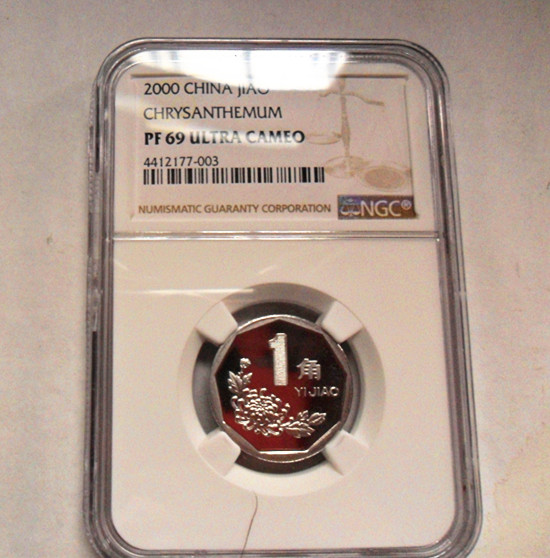 2000 CHINA JIAO
CHRYSANTHEMUM
PF 69 ULTRA CAMEO
4412177-003
NUMISMATIC GUARANTY CORPORATION
NGC®
1角
YI JIAO